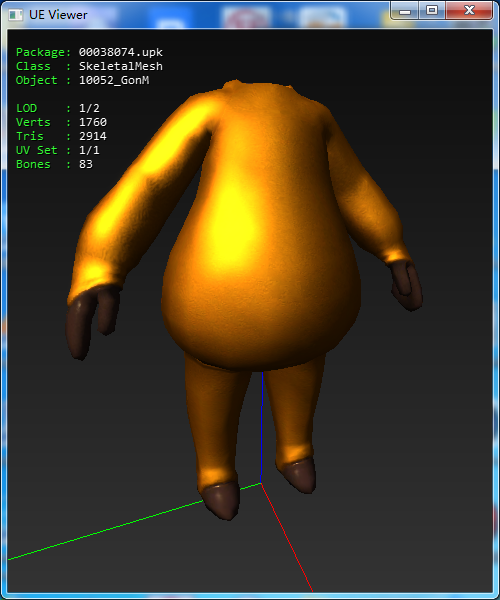 UE Viewer
Package: 00038074.upk
Class : SkeletalMesh
Object : 10052_GonM
LOD : 1/2
Verts : 1760
Tris : 2914
UV Set : 1/1
Bones : 83